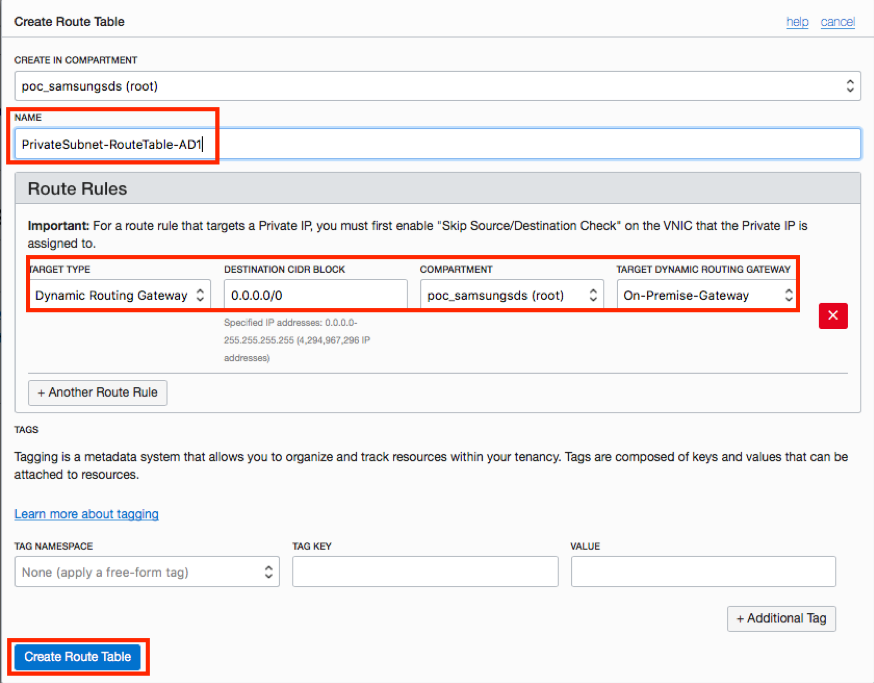 Create Route Table
help cancel
CREATE IN COMPARTMENT
poc_samsungsds (root)
NAME
PrivateSubnet-RouteTable-AD1
Route Rules
Important: For a route rule that targets a Private IP, you must first enable "Skip Source/Destination Check" on the VNIC that the Private IP is
assigned to.
TARGET TYPE DESTINATION CIDR BLOCK COMPARTMENT TARGET DYNAMIC ROUTING GATEWAY
Dynamic Routing Gateway 0.0.0.0/0 poc_samsungsds (root) On-Premise-Gateway
Specified IP addresses: 0.0.0.0-
255.255.255.255 (4,294,967,296 IP
addresses)
+ Another Route Rule
TAGS
Tagging is a metadata system that allows you to organize and track resources within your tenancy. Tags are composed of keys and values that can be
attached to resources.
Learn more about tagging
TAG NAMESPACE TAG KEY VALUE
None (apply a free-form tag)
+ Additional Tag
Create Route Table